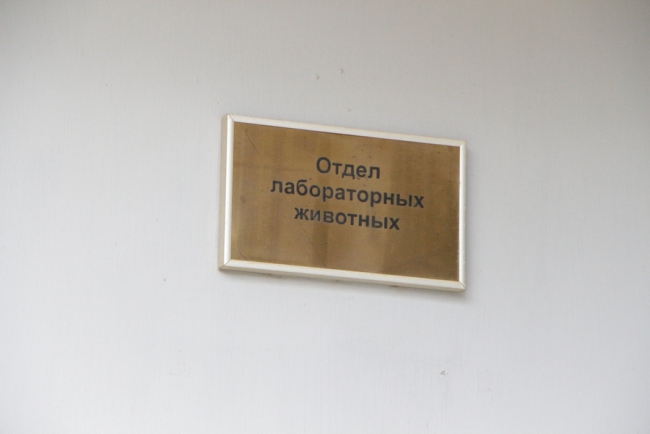 Отдел
лабораторных
животных